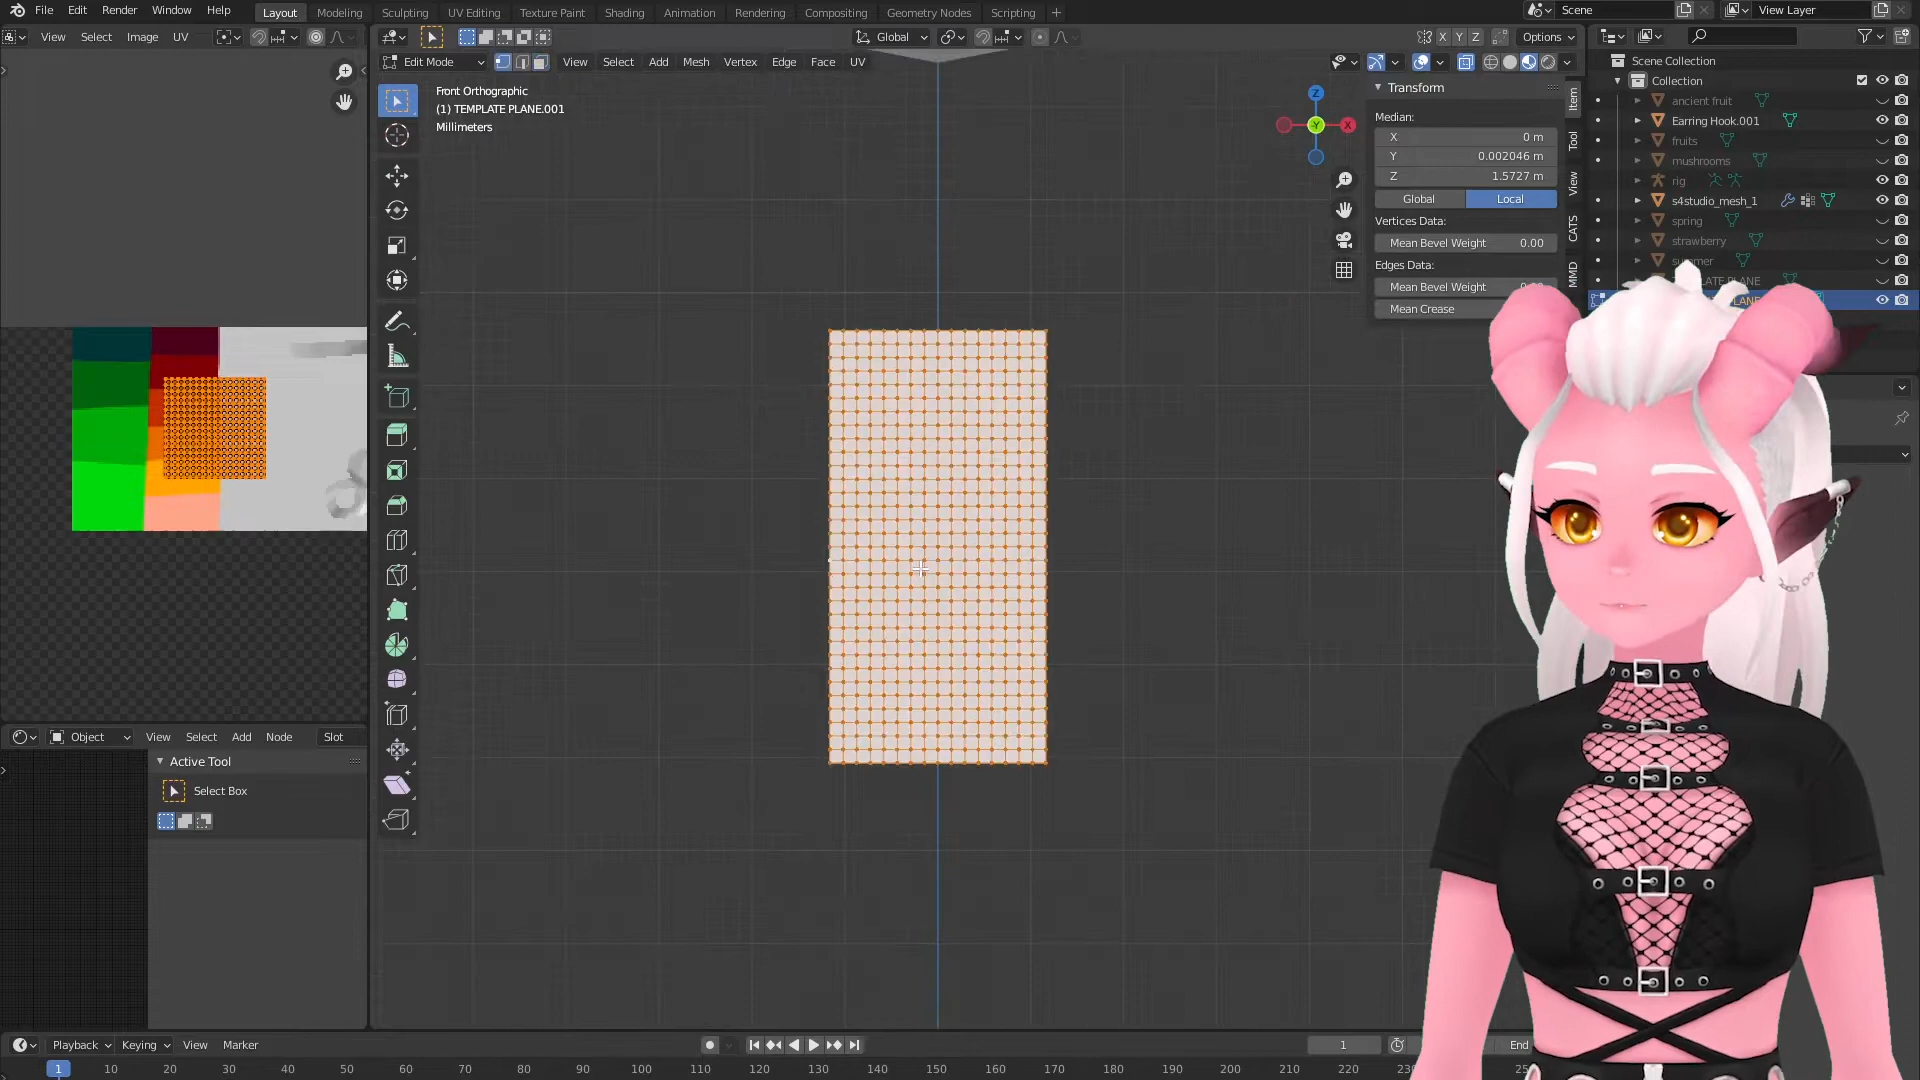 File Edit Render Window Help Layout Modeling Sculpting UV Editing Texture Paint Shading Animation Rendering Compositing Geometry Nodes Scripting + Scene View Layer
View Select Image UV Global X Y Z Options
Edit Mode View Select Add Mesh Vertex Edge Face UV
Front Orthographic
(1) TEMPLATE PLANE.001
Millimeters
Z
-Y
X
Transform
Median:
X 0 m
Y 0.002046 m
Z 1.5727 m
Global Local
Vertices Data:
Mean Bevel Weight 0.00
Edges Data:
Mean Bevel Weight
Mean Crease
Item
Tool
View
CATS
MMD
Scene Collection
Collection
ancient fruit
Earring Hook.001
fruits
mushrooms
rig
s4studio_mesh_1
spring
strawberry
Object View Select Add Node Slot
Active Tool
Select Box
Playback Keying View Marker 1 End
1 10 20 30 40 50 60 70 80 90 100 110 120 130 140 150 160 170 180 190 200 210 220 230 240